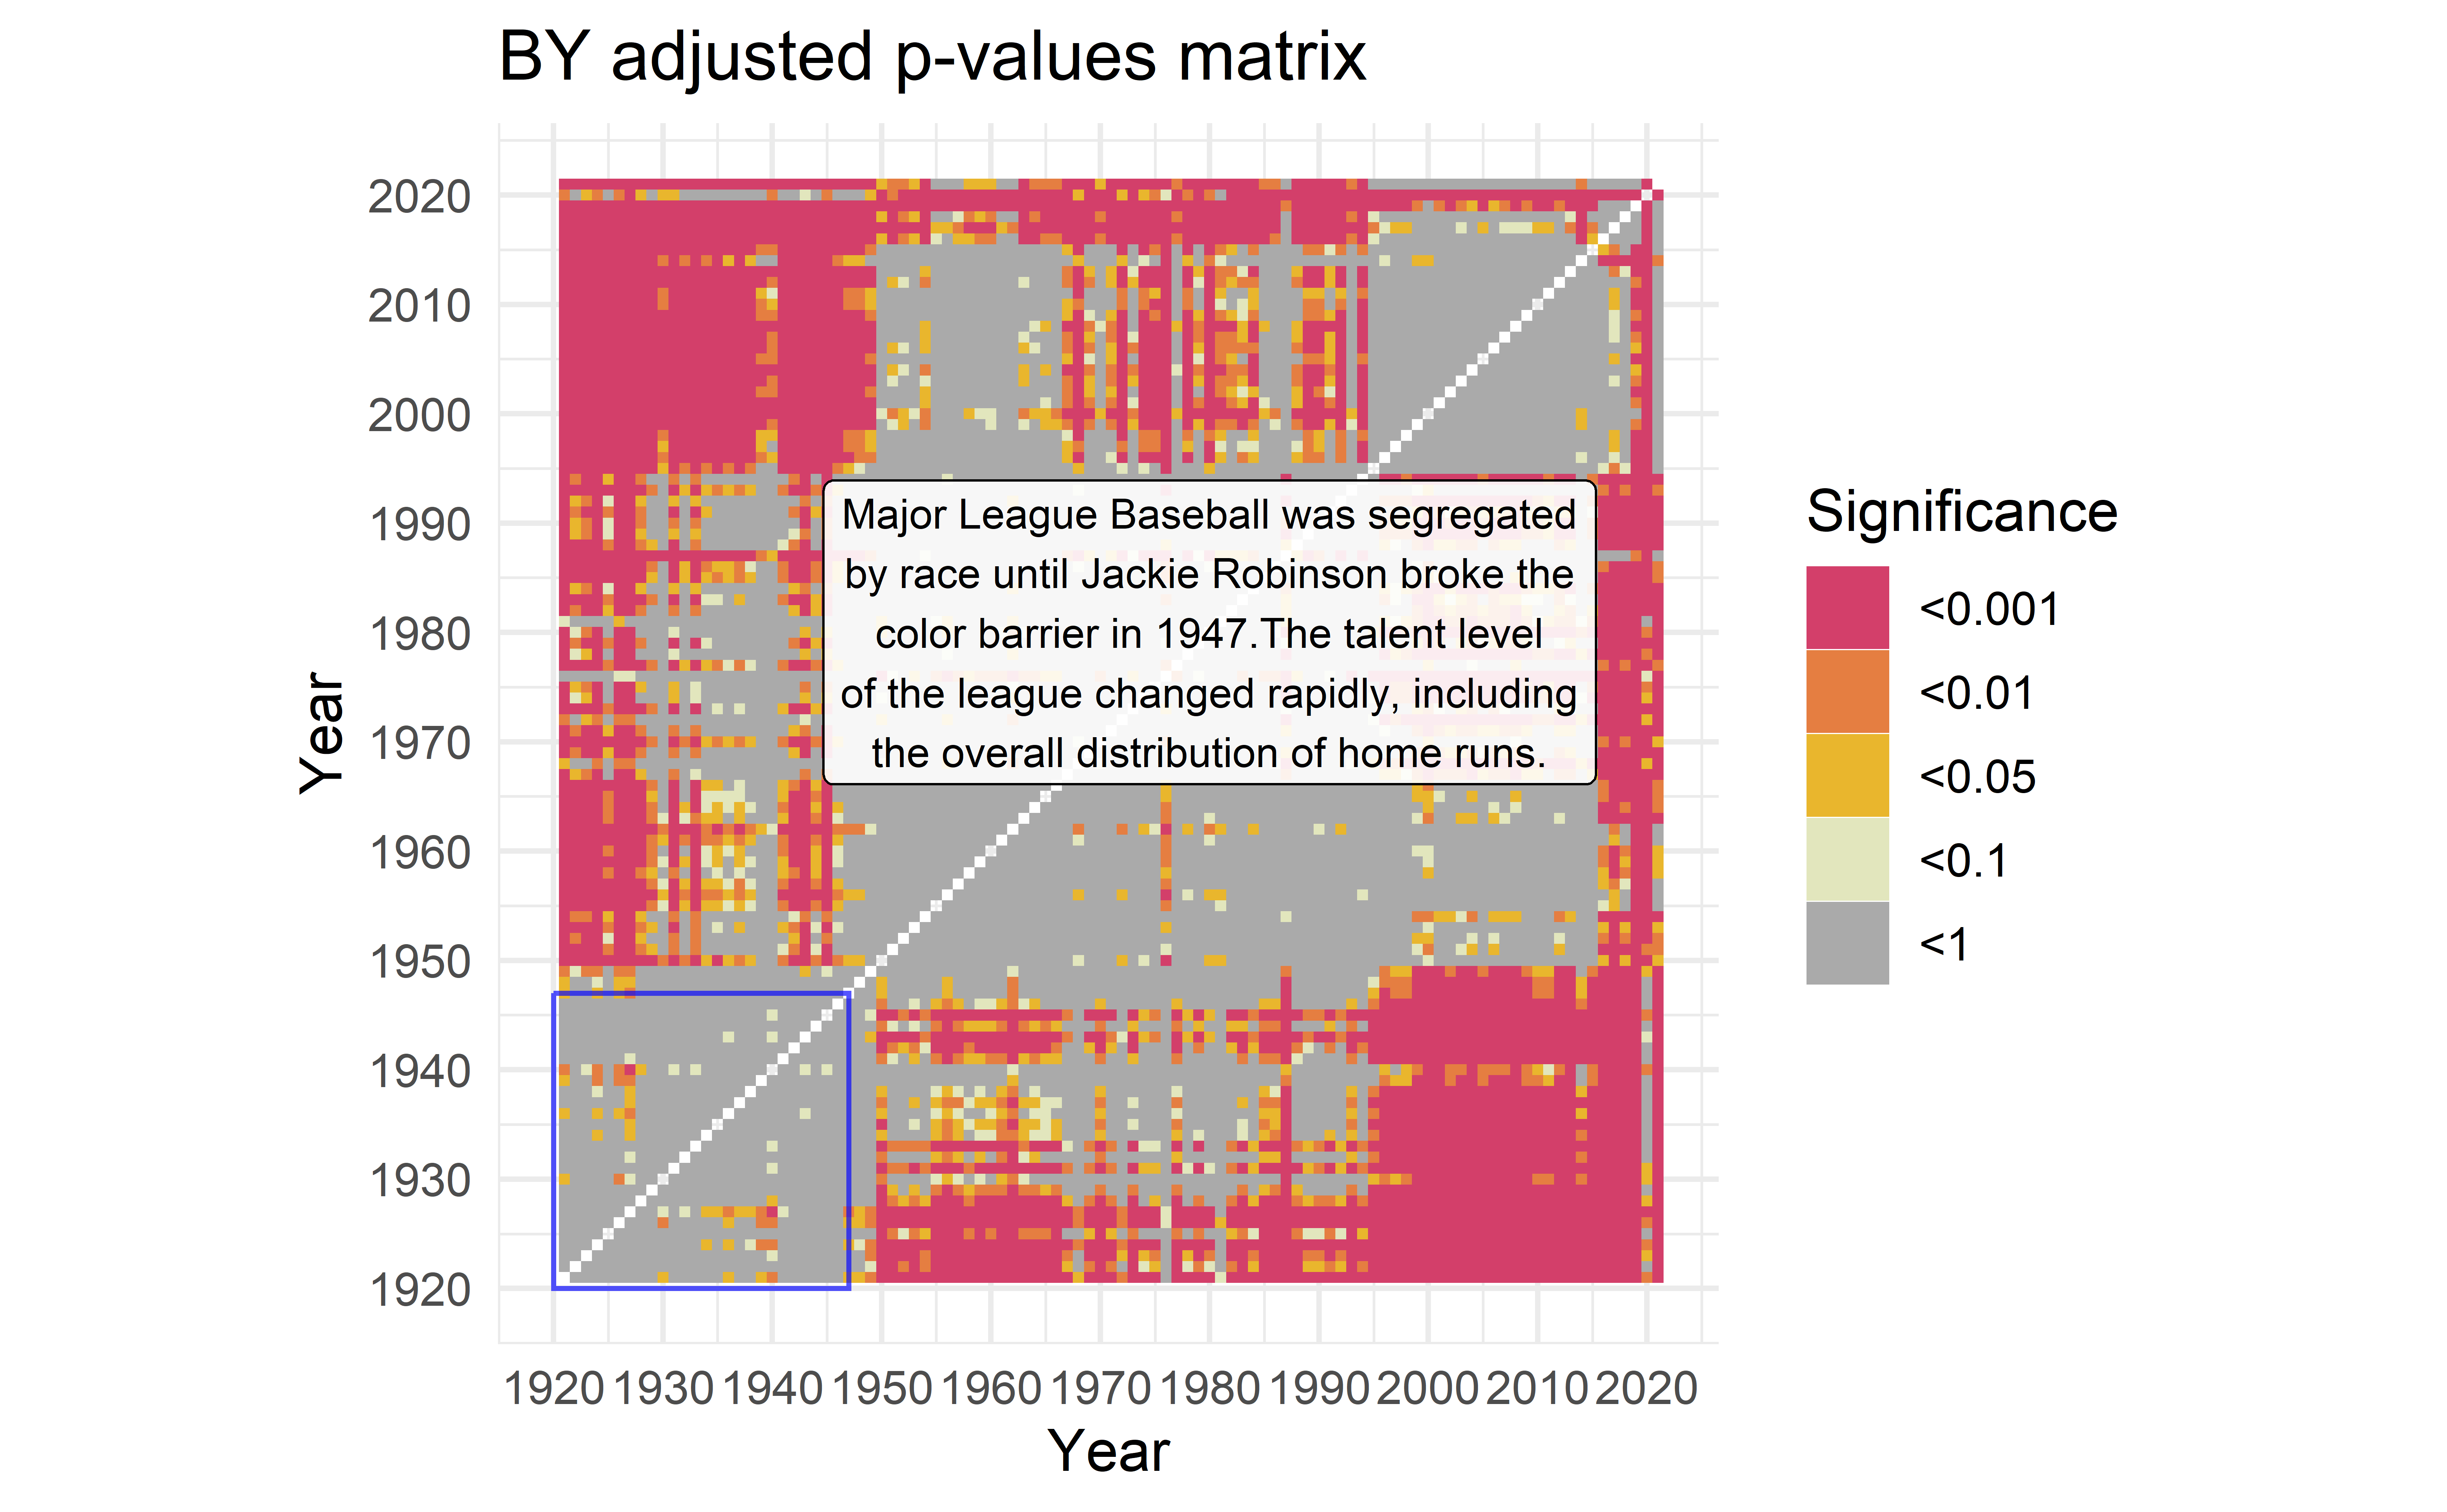 BY adjusted p-values matrix
Year
2020
2010
2000
1990
1980
1970
1960
1950
1940
1930
1920
Major League Baseball was segregated
by race until Jackie Robinson broke the
color barrier in 1947.The talent level
of the league changed rapidly, including
the overall distribution of home runs.
1920 1930 1940 1950 1960 1970 1980 1990 2000 2010 2020
Year
Significance
<0.001
<0.01
<0.05
<0.1
<1